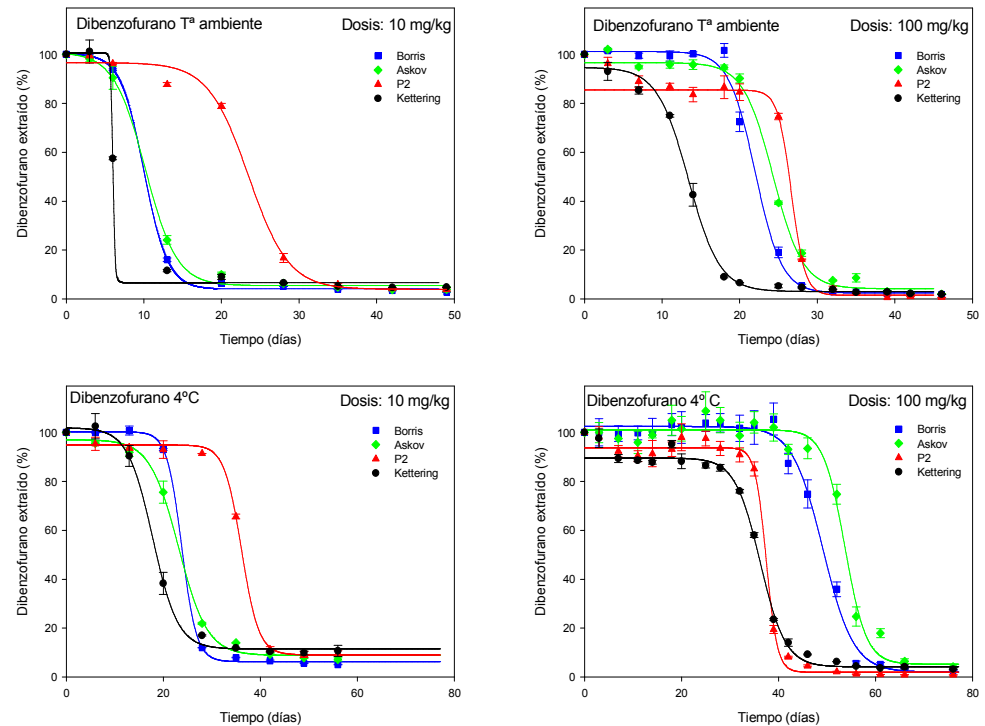 Dibenzofurano Tª ambiente
Dosis: 10 mg/kg
Borris
Askov
P2
Kettering
Dibenzofurano extraído (%)
100
80
60
40
20
0
0 10 20 30 40 50
Tiempo (días)
Dibenzofurano Tª ambiente
Dosis: 100 mg/kg
Borris
Askov
P2
Kettering
Dibenzofurano extraído (%)
100
80
60
40
20
0
0 10 20 30 40 50
Tiempo (días)
Dibenzofurano 4ºC
Dosis: 10 mg/kg
Borris
Askov
P2
Kettering
Dibenzofurano extraído (%)
100
80
60
40
20
0
0 20 40 60 80
Tiempo (días)
Dibenzofurano 4º C
Dosis: 100 mg/kg
Borris
Askov
P2
Kettering
Dibenzofurano extraído (%)
100
80
60
40
20
0
0 20 40 60 80
Tiempo (días)